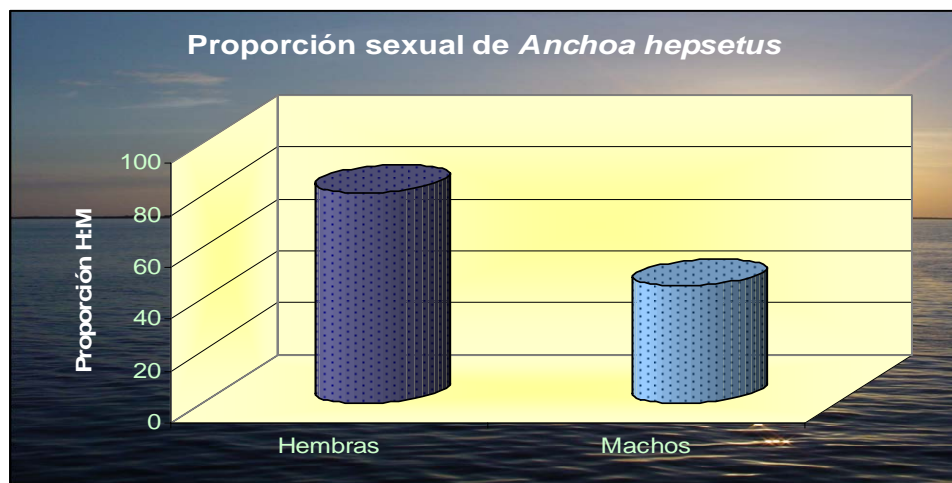 Proporción sexual de Anchoa hepsetus
Proporción H:M
100
80
60
40
20
0
Hembras
Machos